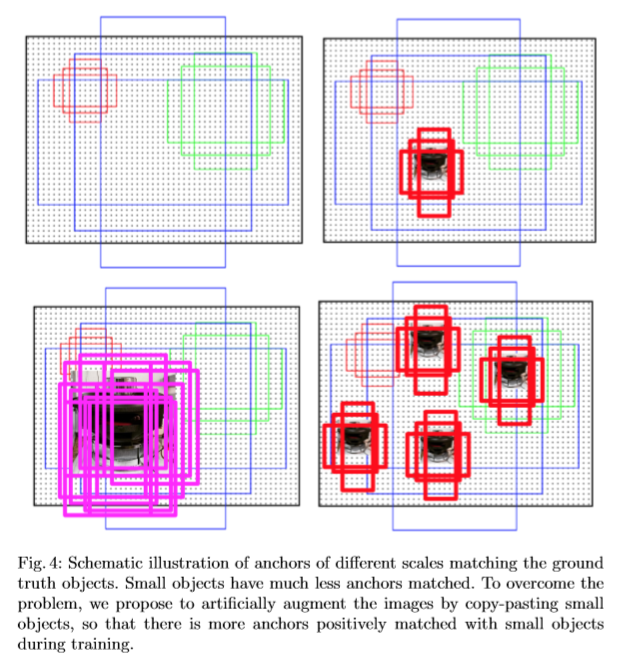 Fig. 4: Schematic illustration of anchors of different scales matching the ground
truth objects. Small objects have much less anchors matched. To overcome the
problem, we propose to artificially augment the images by copy-pasting small
objects, so that there is more anchors positively matched with small objects
during training.